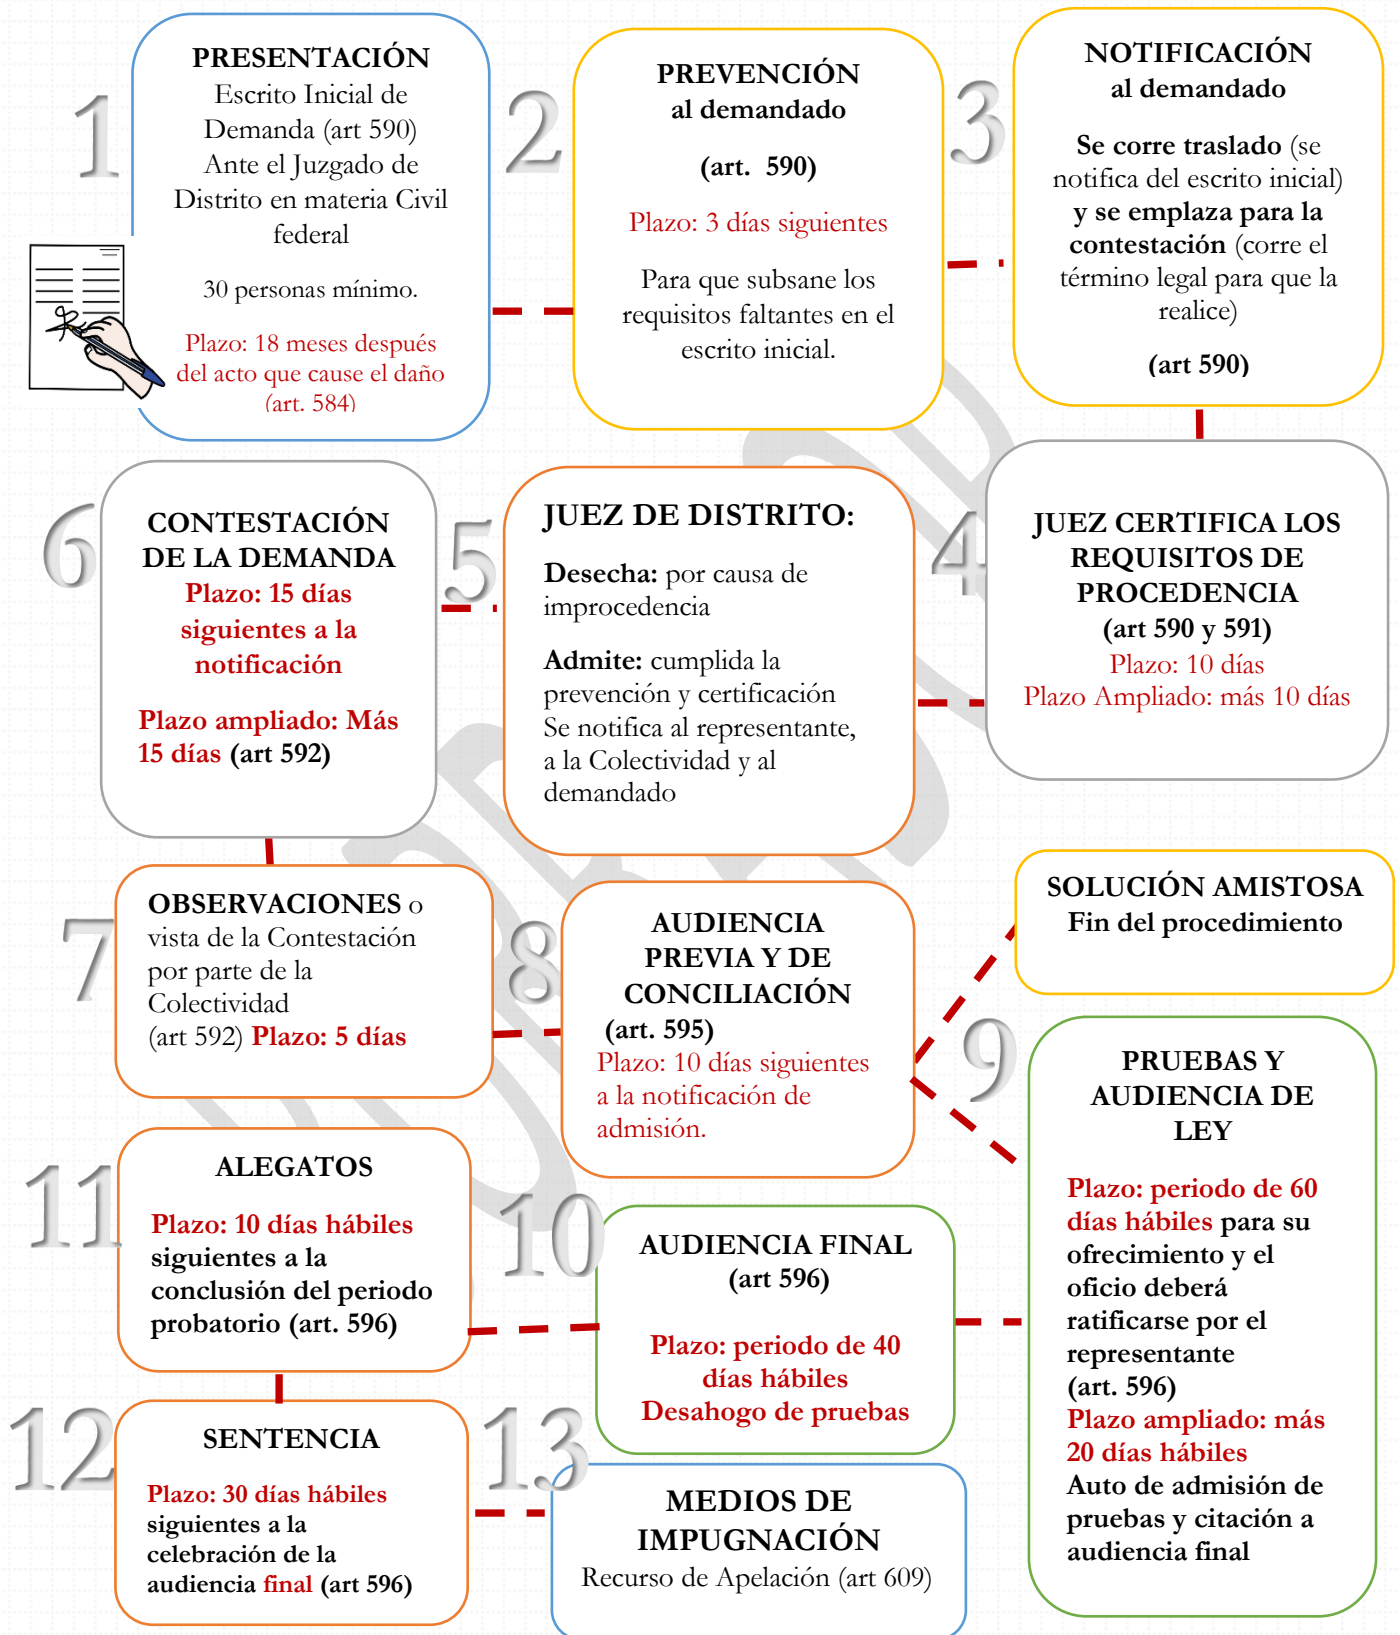 1
PRESENTACIÓN
Escrito Inicial de
Demanda (art 590)
Ante el Juzgado de
Distrito en materia Civil
federal
30 personas mínimo.
Plazo: 18 meses después
del acto que cause el daño
(art. 584)
2
PREVENCIÓN
al demandado
(art. 590)
Plazo: 3 días siguientes
Para que subsane los
requisitos faltantes en el
escrito inicial.
3
NOTIFICACIÓN
al demandado
Se corre traslado (se
notifica del escrito inicial)
y se emplaza para la
contestación (corre el
término legal para que la
realice)
(art 590)
4
JUEZ CERTIFICA LOS
REQUISITOS DE
PROCEDENCIA
(art 590 y 591)
Plazo: 10 días
Plazo Ampliado: más 10 días
5
JUEZ DE DISTRITO:
Desecha: por causa de
improcedencia
Admite: cumplida la
prevención y certificación
Se notifica al representante,
a la Colectividad y al
demandado
6
CONTESTACIÓN
DE LA DEMANDA
Plazo: 15 días
siguientes a la
notificación
Plazo ampliado: Más
15 días (art 592)
7
OBSERVACIONES o
vista de la Contestación
por parte de la
Colectividad
(art 592) Plazo: 5 días
8
AUDIENCIA
PREVIA Y DE
CONCILIACIÓN
(art. 595)
Plazo: 10 días siguientes
a la notificación de
admisión.
SOLUCIÓN AMISTOSA
Fin del procedimiento
9
PRUEBAS Y
AUDIENCIA DE
LEY
Plazo: periodo de 60
días hábiles para su
ofrecimiento y el
oficio deberá
ratificarse por el
representante
(art. 596)
Plazo ampliado: más
20 días hábiles
Auto de admisión de
pruebas y citación a
audiencia final
10
AUDIENCIA FINAL
(art 596)
Plazo: periodo de 40
días hábiles
Desahogo de pruebas
11
ALEGATOS
Plazo: 10 días hábiles
siguientes a la
conclusión del periodo
probatorio (art. 596)
12
SENTENCIA
Plazo: 30 días hábiles
siguientes a la
celebración de la
audiencia final (art 596)
13
MEDIOS DE
IMPUGNACIÓN
Recurso de Apelación (art 609)